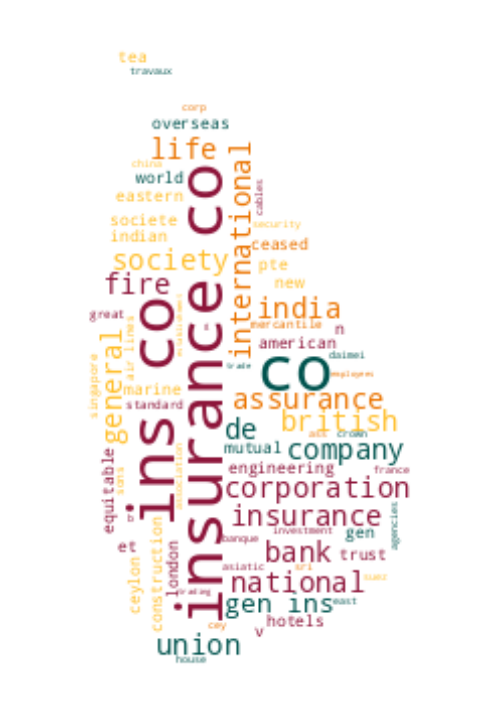 tea
travaux
corp
overseas
life
china
world
eastern
international
cables
societe
indian
security
ceased
society
pte
fire
new
insurance co
ins co
india
great
mercantile
n
american
general
air lines
singapore
trade
daimei
co
employees
marine
standard
assurance
british
de
crown
mutual
company
engineering
france
equitable
sons
association
corporation
insurance
investment
gen
agencies
banque
et
bank
trust
construction
london
ceylon
asiatic
sri
national
suez
trading
gen ins
east
hotels
cey
v
union
house